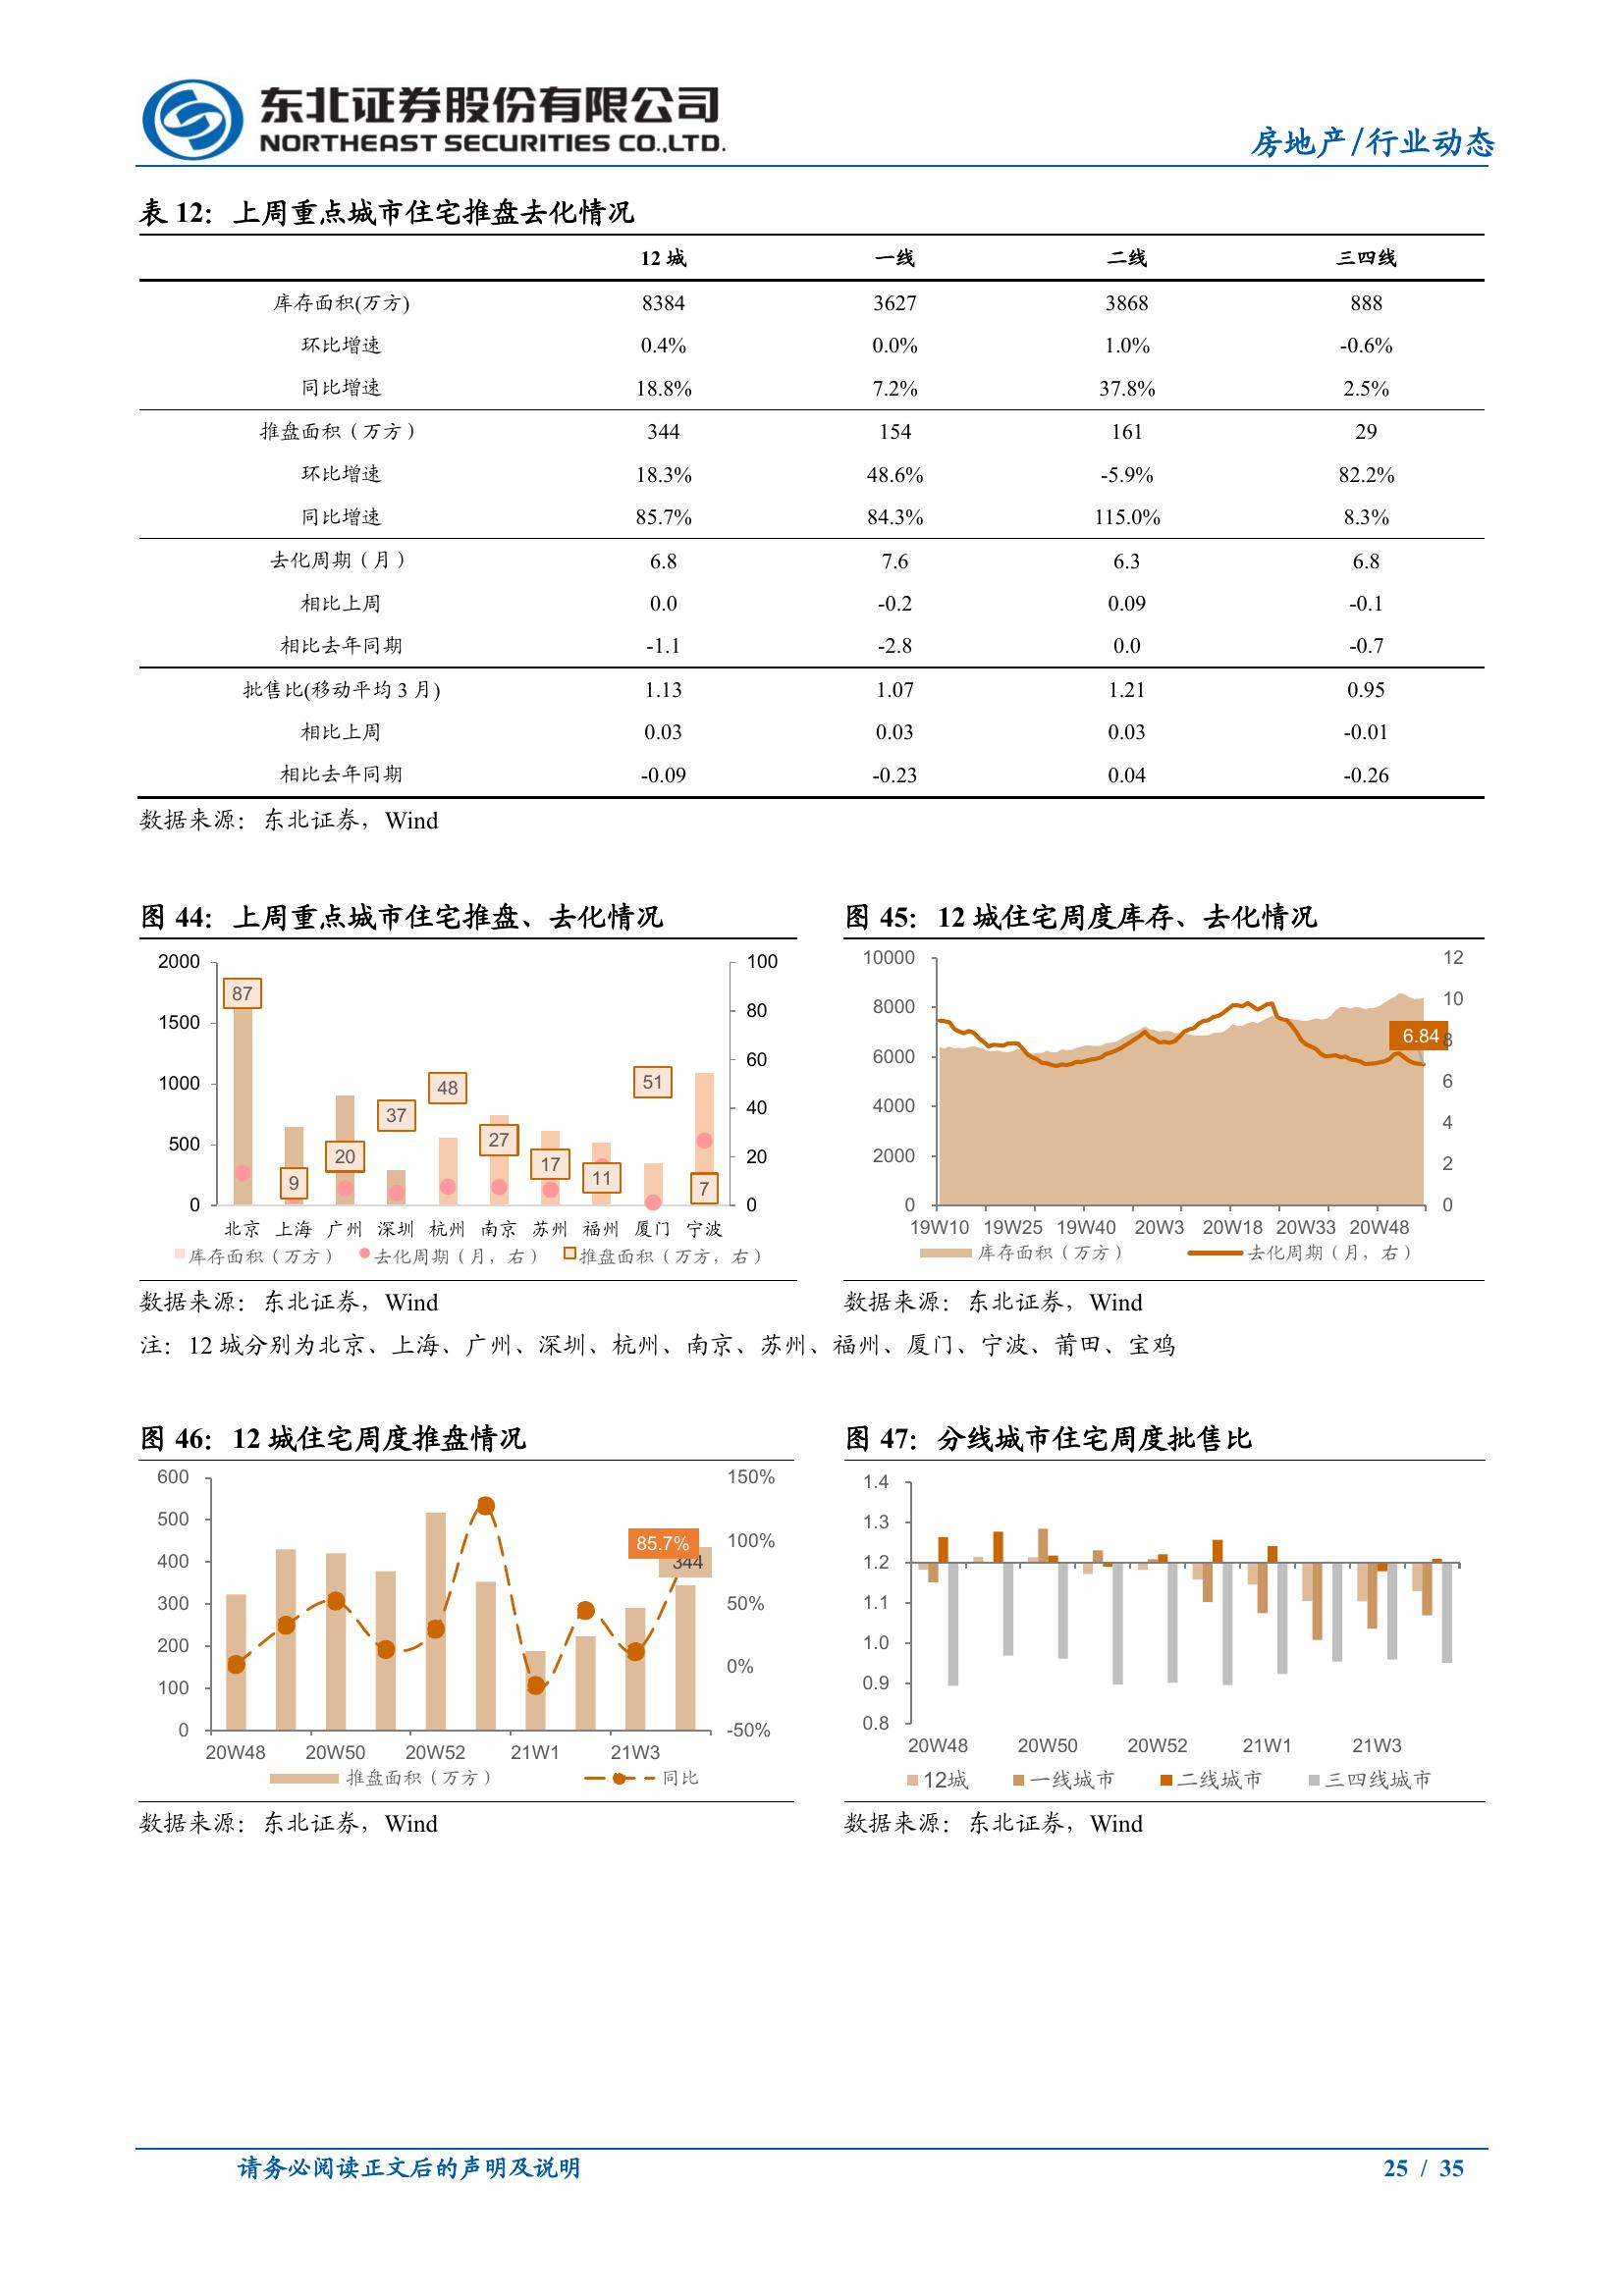 东北证券股份有限公司
NORTHEAST SECURITIES CO.,LTD.
房地产/行业动态
表 12：上周重点城市住宅推盘去化情况
12 城 一线 二线 三四线
库存面积(万方) 8384 3627 3868 888
环比增速 0.4% 0.0% 1.0% -0.6%
同比增速 18.8% 7.2% 37.8% 2.5%
推盘面积（万方） 344 154 161 29
环比增速 18.3% 48.6% -5.9% 82.2%
同比增速 85.7% 84.3% 115.0% 8.3%
去化周期（月） 6.8 7.6 6.3 6.8
相比上周 0.0 -0.2 0.09 -0.1
相比去年同期 -1.1 -2.8 0.0 -0.7
批售比(移动平均 3 月) 1.13 1.07 1.21 0.95
相比上周 0.03 0.03 0.03 -0.01
相比去年同期 -0.09 -0.23 0.04 -0.26
数据来源：东北证券，Wind
图 44：上周重点城市住宅推盘、去化情况
2000 100
87
80
1500
60
1000
48 51
37 40
500
27
20 20
17
11
9 7
0 0
北京 上海 广州 深圳 杭州 南京 苏州 福州 厦门 宁波
库存面积（万方） 去化周期（月，右） 推盘面积（万方，右）
数据来源：东北证券，Wind
图 45：12 城住宅周度库存、去化情况
10000 12
8000 10
6.84 8
6000 6
4000 4
2000 2
0 0
19W10 19W25 19W40 20W3 20W18 20W33 20W48
库存面积（万方） 去化周期（月，右）
数据来源：东北证券，Wind
注：12 城分别为北京、上海、广州、深圳、杭州、南京、苏州、福州、厦门、宁波、莆田、宝鸡
图 46：12 城住宅周度推盘情况
600 150%
500
85.7% 100%
400 344
300 50%
200
0%
100
0 -50%
20W48 20W50 20W52 21W1 21W3
推盘面积（万方） 同比
数据来源：东北证券，Wind
图 47：分线城市住宅周度批售比
1.4
1.3
1.2
1.1
1.0
0.9
0.8
20W48 20W50 20W52 21W1 21W3
12城 一线城市 二线城市 三四线城市
数据来源：东北证券，Wind
请务必阅读正文后的声明及说明
25 / 35